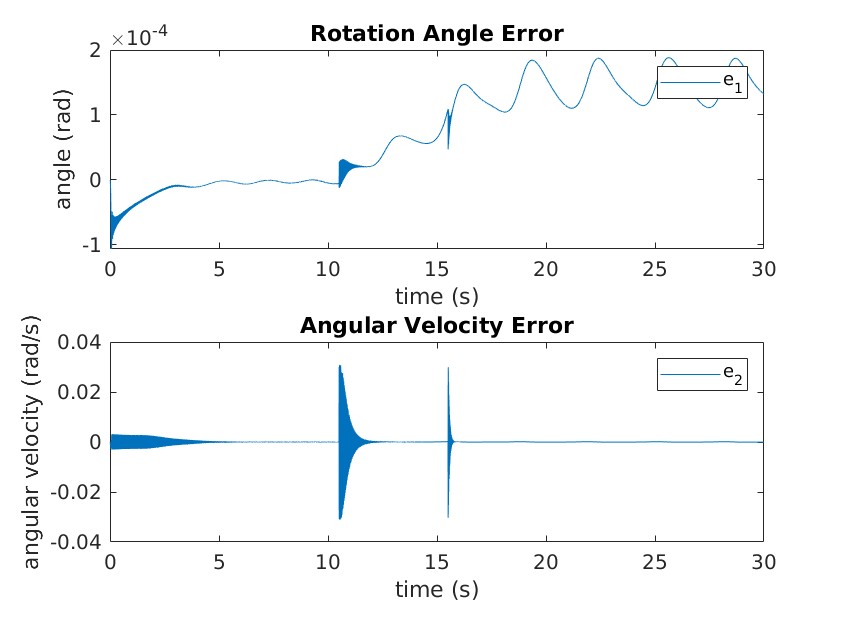 Rotation Angle Error
×10⁻⁴
2
1
0
-1
angle (rad)
e₁
0 5 10 15 20 25 30
time (s)
Angular Velocity Error
0.04
0.02
0
-0.02
-0.04
angular velocity (rad/s)
e₂
0 5 10 15 20 25 30
time (s)